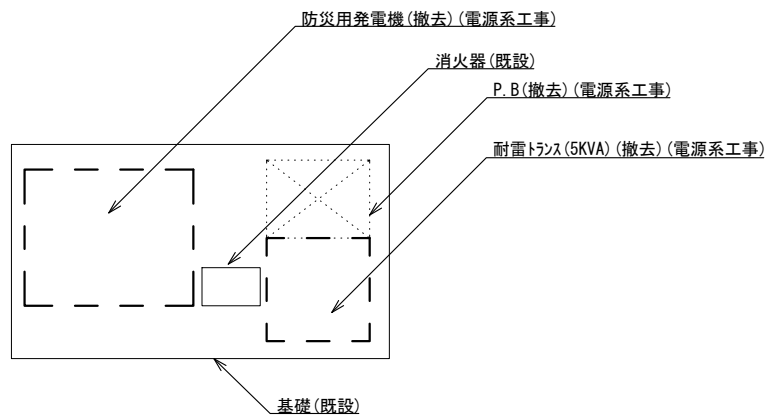 防災用発電機(撤去)(電源系工事)
消火器(既設)
P.B(撤去)(電源系工事)
耐雷トランス(5KVA)(撤去)(電源系工事)
基礎(既設)